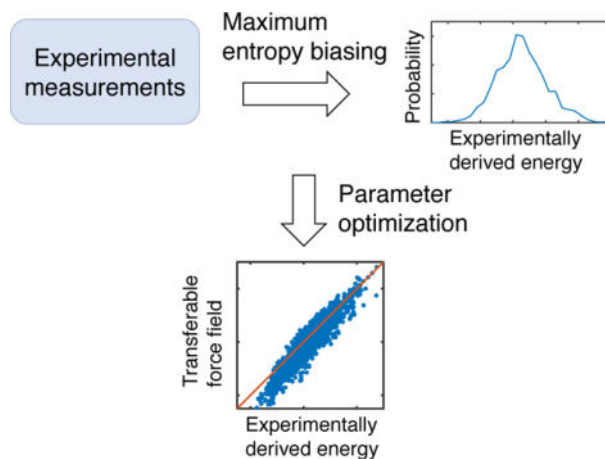 Experimental
measurements
Maximum
entropy biasing
Probability
Experimentally
derived energy
Parameter
optimization
Transferable
force field
Experimentally
derived energy